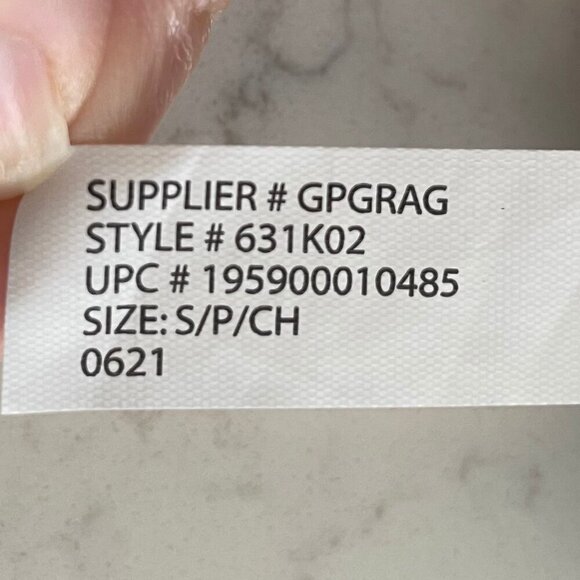 SUPPLIER # GPGRAG
STYLE # 631K02
UPC # 195900010485
SIZE: S/P/CH
0621